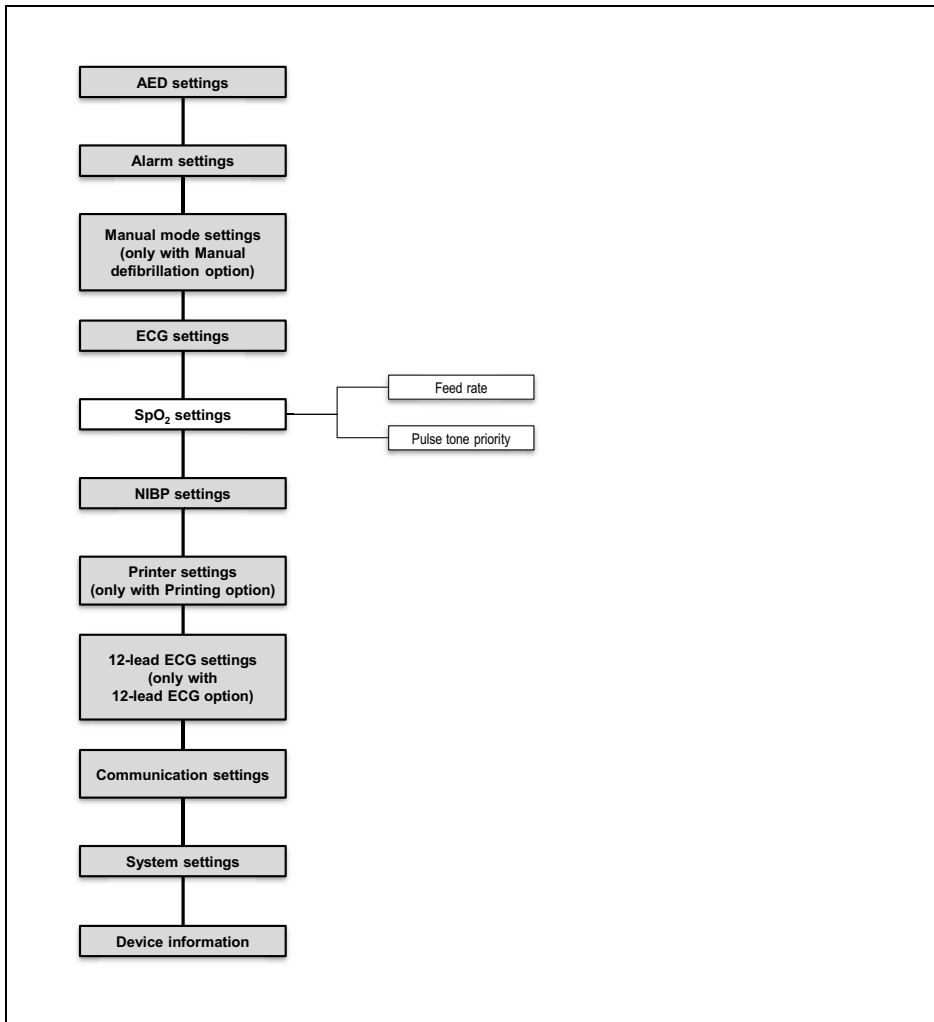 AED settings
Alarm settings
Manual mode settings
(only with Manual
defibrillation option)
ECG settings
SpO₂ settings
Feed rate
Pulse tone priority
NIBP settings
Printer settings
(only with Printing option)
12-lead ECG settings
(only with
12-lead ECG option)
Communication settings
System settings
Device information